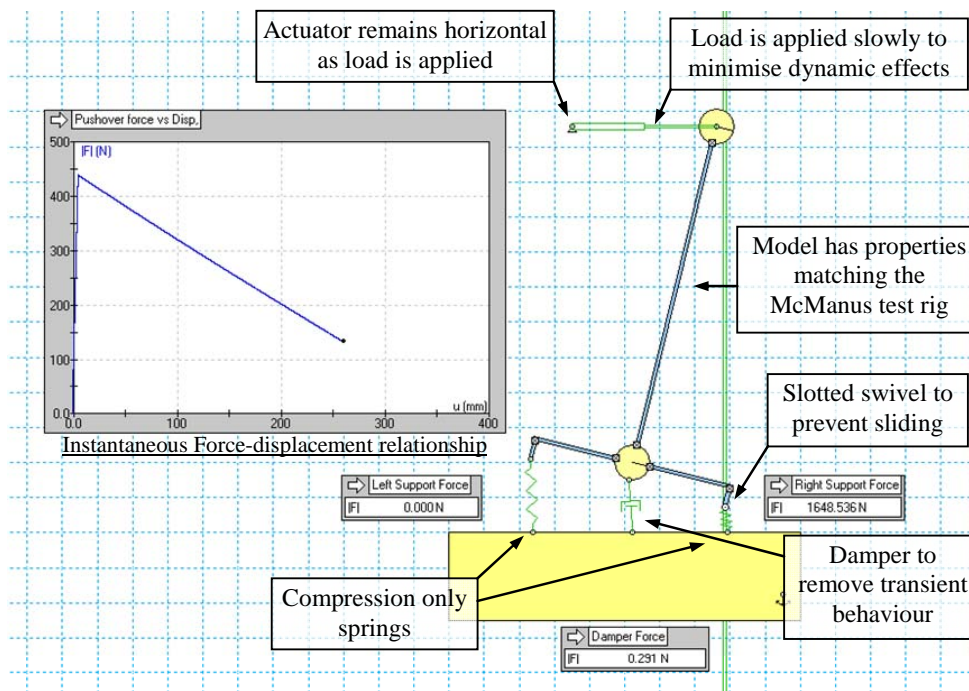 Actuator remains horizontal
as load is applied
Load is applied slowly to
minimise dynamic effects
Pushover force vs Disp,
|F| (N)
500
400
300
200
100
0.0
0
100
200
300
400
u (mm)
Instantaneous Force-displacement relationship
Model has properties
matching the
McManus test rig
Slotted swivel to
prevent sliding
Left Support Force
|F| 0.000 N
Right Support Force
|F| 1648.536 N
Compression only
springs
Damper to
remove transient
behaviour
Damper Force
|F| 0.291 N